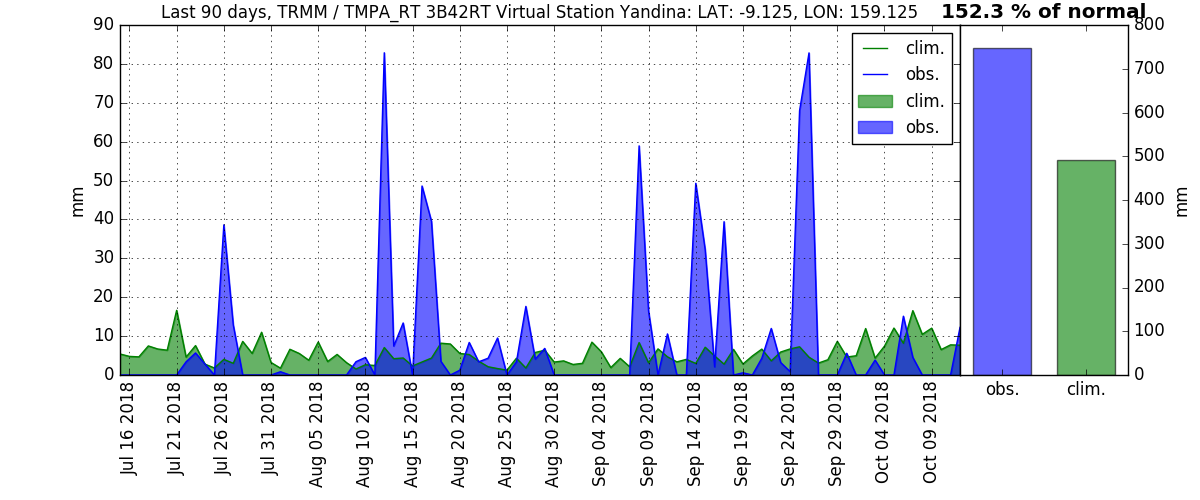 Last 90 days, TRMM / TMPA_RT 3B42RT Virtual Station Yandina: LAT: -9.125, LON: 159.125
152.3 % of normal
90
80
70
60
50
40
30
20
10
0
mm
clim.
obs.
clim.
obs.
Jul 16 2018
Jul 21 2018
Jul 26 2018
Jul 31 2018
Aug 05 2018
Aug 10 2018
Aug 15 2018
Aug 20 2018
Aug 25 2018
Aug 30 2018
Sep 04 2018
Sep 09 2018
Sep 14 2018
Sep 19 2018
Sep 24 2018
Sep 29 2018
Oct 04 2018
Oct 09 2018
800
700
600
500
400
300
200
100
0
mm
obs.
clim.